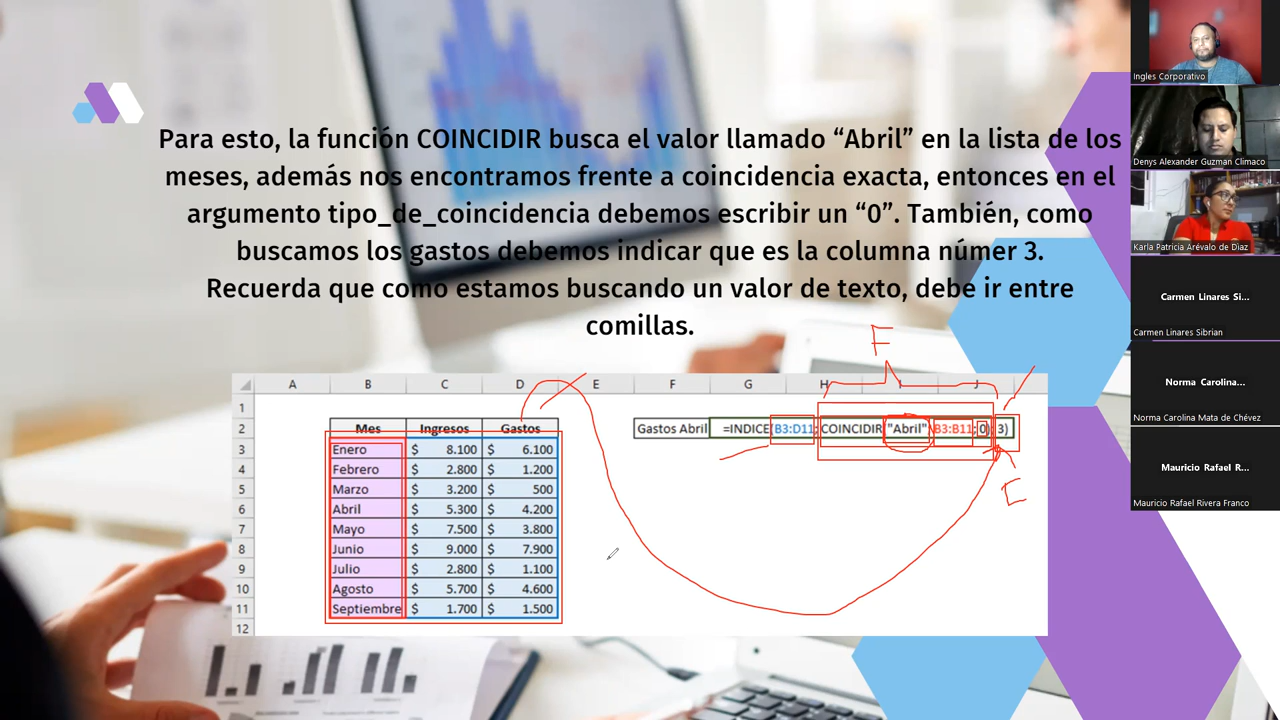 Para esto, la función COINCIDIR busca el valor llamado “Abril” en la lista de los
meses, además nos encontramos frente a coincidencia exacta, entonces en el
argumento tipo_de_coincidencia debemos escribir un “0”. También, como
buscamos los gastos debemos indicar que es la columna númer 3.
Recuerda que como estamos buscando un valor de texto, debe ir entre
comillas.
F
A B C D E F G H I J
1
2 Mes Ingresos Gastos Gastos Abril =INDICE(B3:D11;COINCIDIR("Abril";B3:B11;0);3)
3 Enero $ 8.100 $ 6.100
4 Febrero $ 2.800 $ 1.200
5 Marzo $ 3.200 $ 500
6 Abril $ 5.300 $ 4.200
7 Mayo $ 7.500 $ 3.800
8 Junio $ 9.000 $ 7.900
9 Julio $ 2.800 $ 1.100
10 Agosto $ 5.700 $ 4.600
11 Septiembre $ 1.700 $ 1.500
12
Ingles Corporativo
Denys Alexander Guzman Climaco
Karla Patricia Arévalo de Diaz
Carmen Linares Si...
Carmen Linares Sibrian
Norma Carolina...
Norma Carolina Mata de Chévez
Mauricio Rafael R...
Mauricio Rafael Rivera Franco